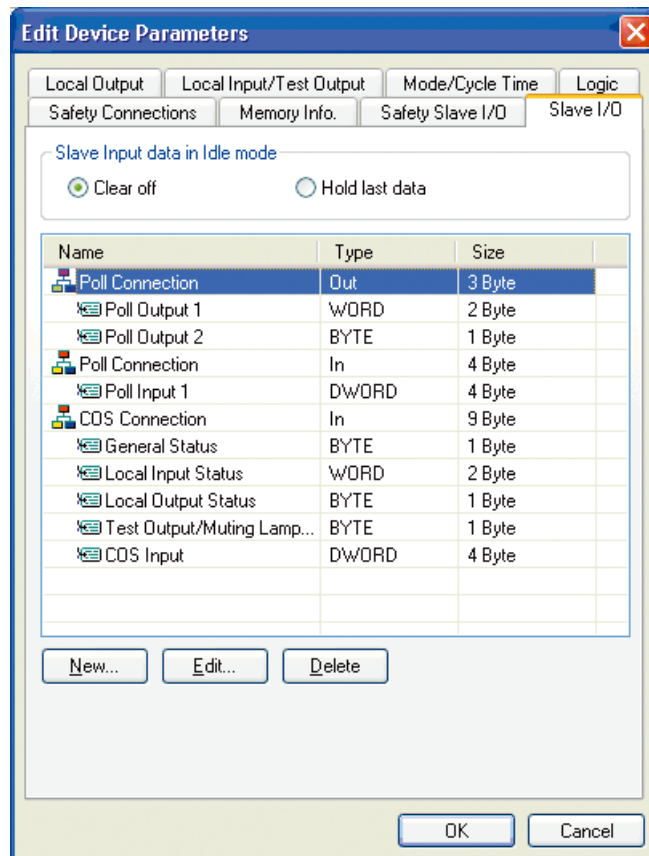 Edit Device Parameters
Local Output Local Input/Test Output Mode/Cycle Time Logic
Safety Connections Memory Info. Safety Slave I/O Slave I/O
Slave Input data in Idle mode
Clear off Hold last data
Name Type Size
Poll Connection Out 3 Byte
Poll Output 1 WORD 2 Byte
Poll Output 2 BYTE 1 Byte
Poll Connection In 4 Byte
Poll Input 1 DWORD 4 Byte
COS Connection In 9 Byte
General Status BYTE 1 Byte
Local Input Status WORD 2 Byte
Local Output Status BYTE 1 Byte
Test Output/Muting Lamp... BYTE 1 Byte
COS Input DWORD 4 Byte
New... Edit... Delete
OK Cancel